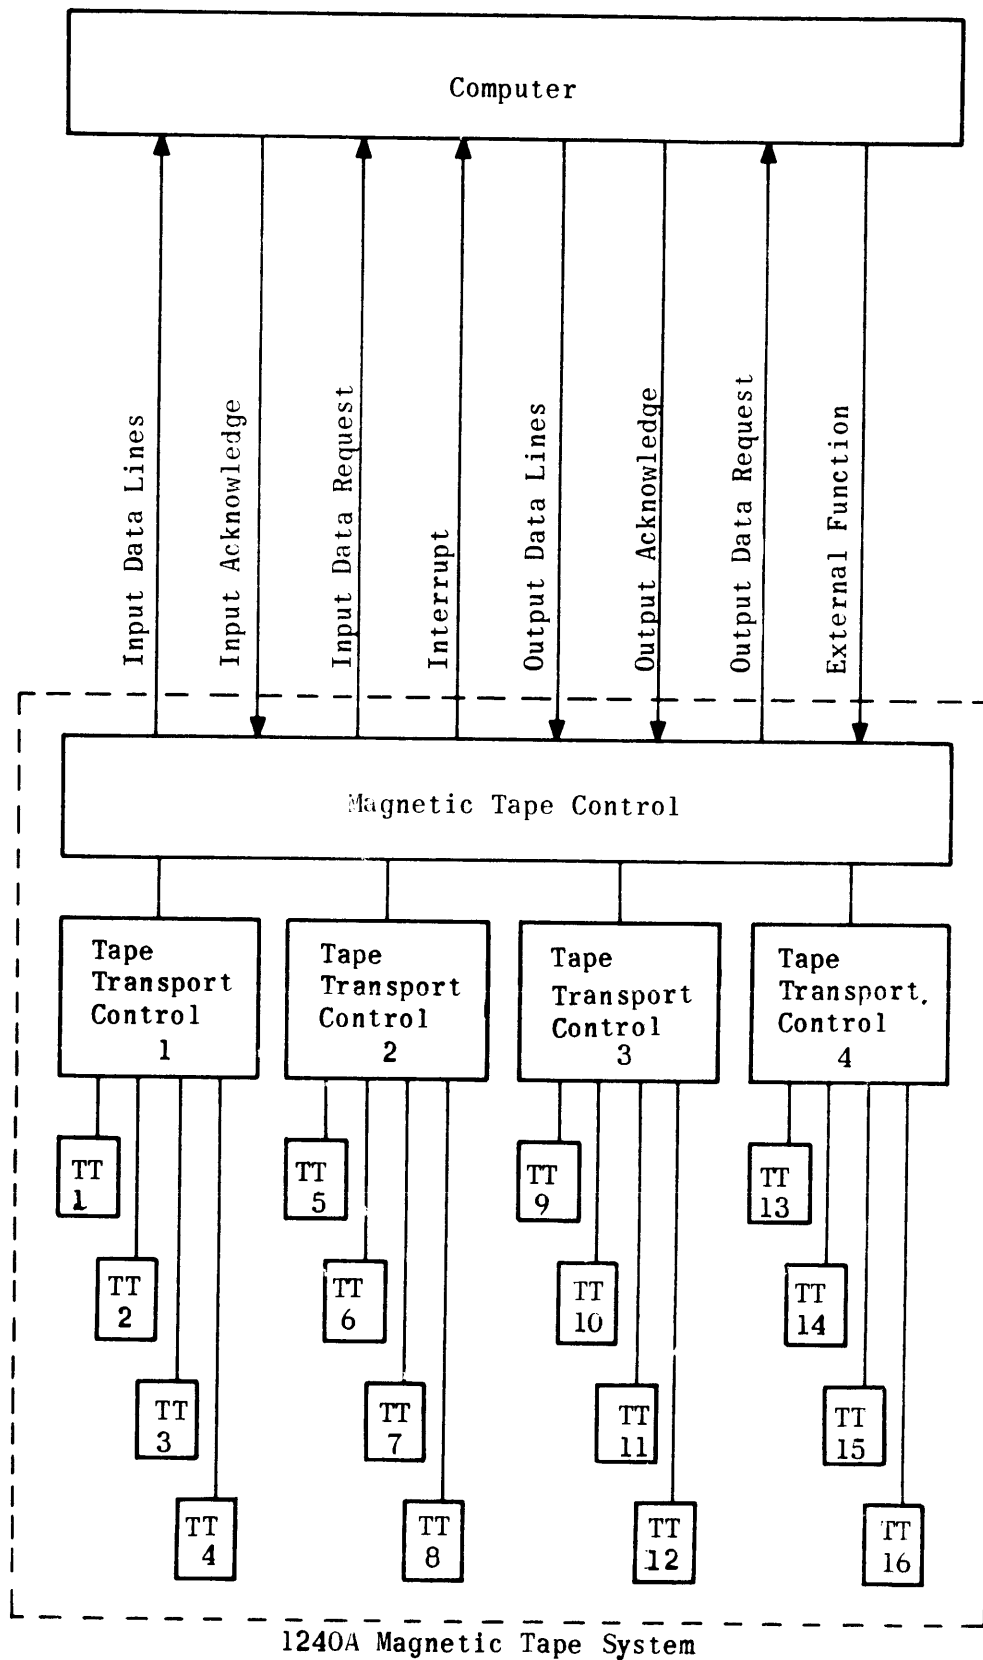 Computer
Input Data Lines
Input Acknowledge
Input Data Request
Interrupt
Output Data Lines
Output Acknowledge
Output Data Request
External Function
Magnetic Tape Control
Tape
Transport
Control
1
Tape
Transport
Control
2
Tape
Transport
Control
3
Tape
Transport.
Control
4
TT
1
TT
2
TT
3
TT
4
TT
5
TT
6
TT
7
TT
8
TT
9
TT
10
TT
11
TT
12
TT
13
TT
14
TT
15
TT
16
1240A Magnetic Tape System